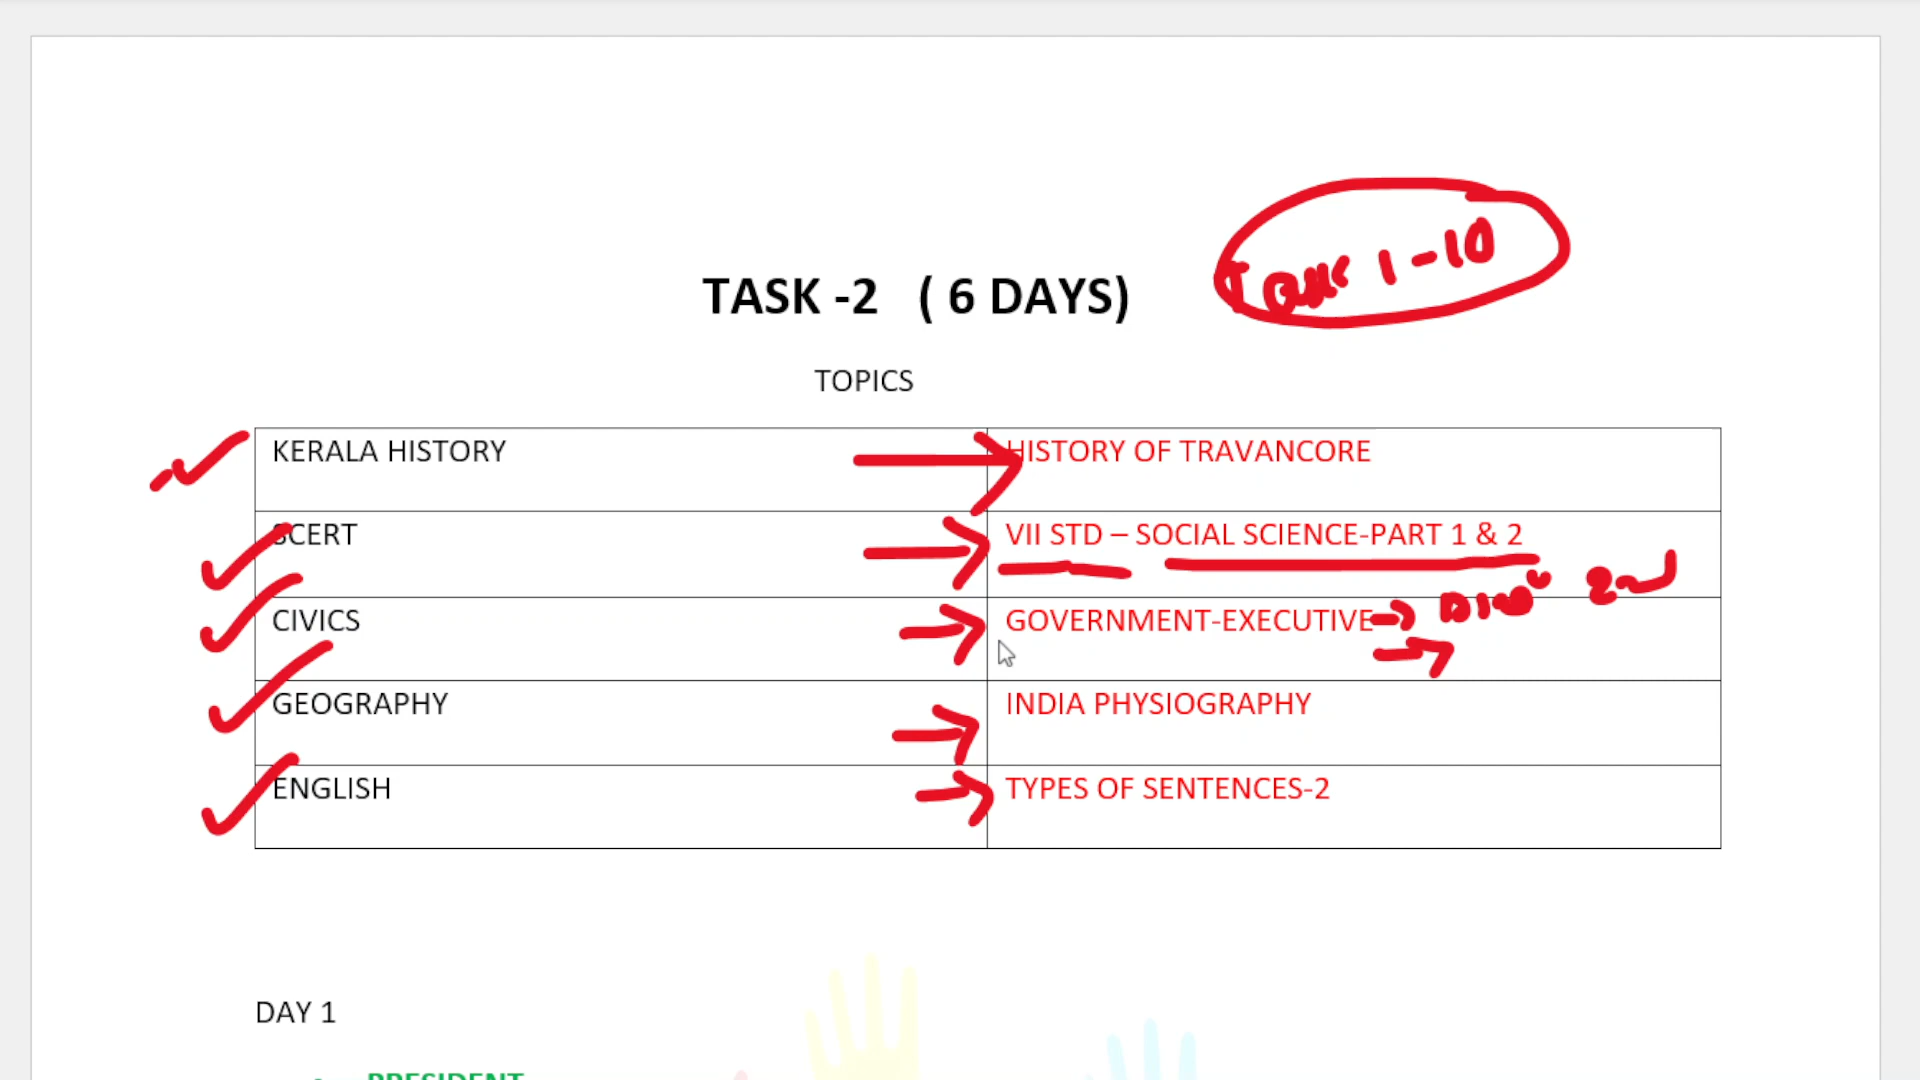 Task 1-10
TASK -2 ( 6 DAYS)
TOPICS
KERALA HISTORY HISTORY OF TRAVANCORE
SCERT VII STD – SOCIAL SCIENCE-PART 1 & 2
CIVICS GOVERNMENT-EXECUTIVE
GEOGRAPHY INDIA PHYSIOGRAPHY
ENGLISH TYPES OF SENTENCES-2
DAY 1
PRESIDENT